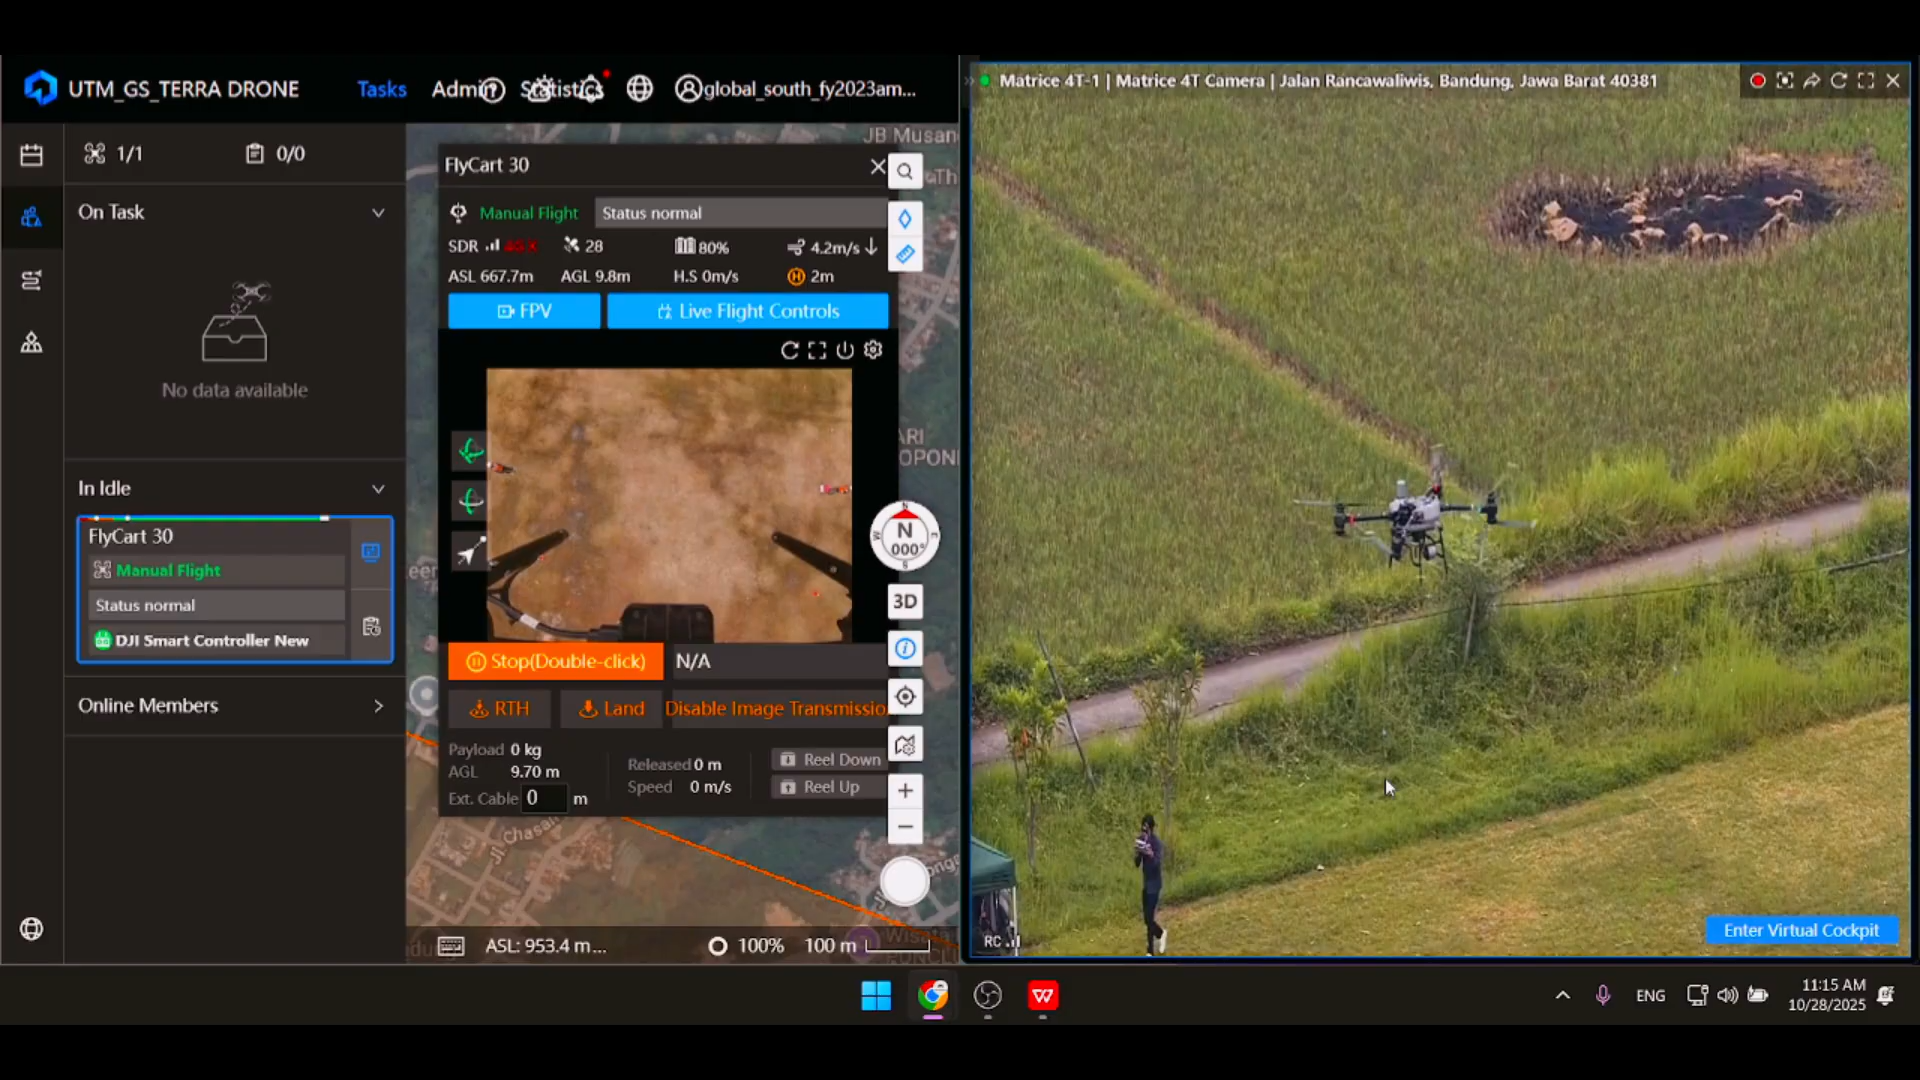 UTM_GS_TERRA DRONE
Tasks
Admin
Statistics
global_south_fy2023am...
1/1
0/0
On Task
No data available
In Idle
FlyCart 30
Manual Flight
Status normal
DJI Smart Controller New
Online Members
JB Musan
FlyCart 30
Manual Flight
Status normal
SDR
28
80%
4.2m/s
ASL 667.7m
AGL 9.8m
H.S 0m/s
H 2m
FPV
Live Flight Controls
N
000°
3D
Stop(Double-click)
N/A
RTH
Land
Disable Image Transmissio
Payload 0 kg
AGL 9.70 m
Ext. Cable 0 m
Released 0 m
Speed 0 m/s
Reel Down
Reel Up
ARI
OPONI
ASL: 953.4 m...
100%
100 m
Matrice 4T-1 | Matrice 4T Camera | Jalan Rancawaliwis, Bandung, Jawa Barat 40381
RC
Enter Virtual Cockpit
ENG
11:15 AM
10/28/2025